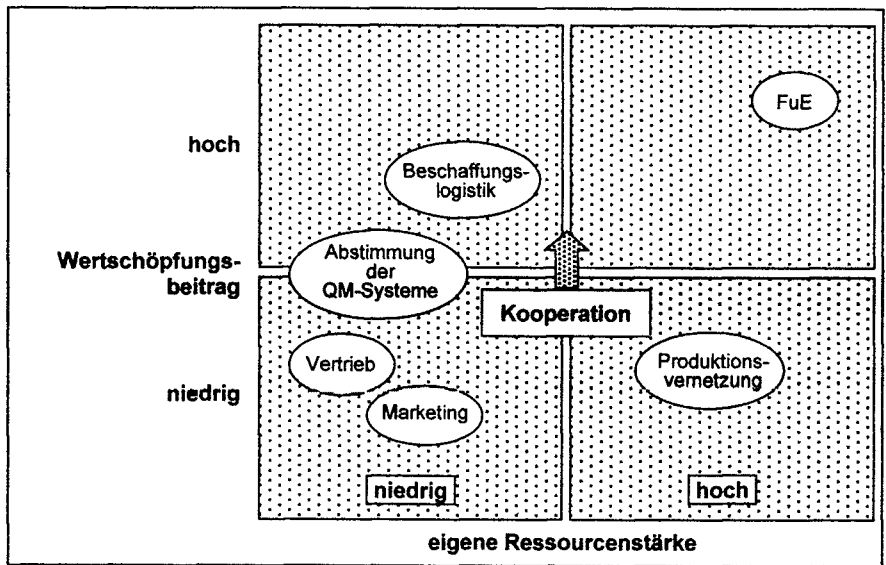 FuE
hoch
Beschaffungs-
logistik
Wertschöpfungs-
beitrag
Abstimmung
der
QM-Systeme
Kooperation
Vertrieb
Produktions-
vernetzung
niedrig
Marketing
niedrig
hoch
eigene Ressourcenstärke